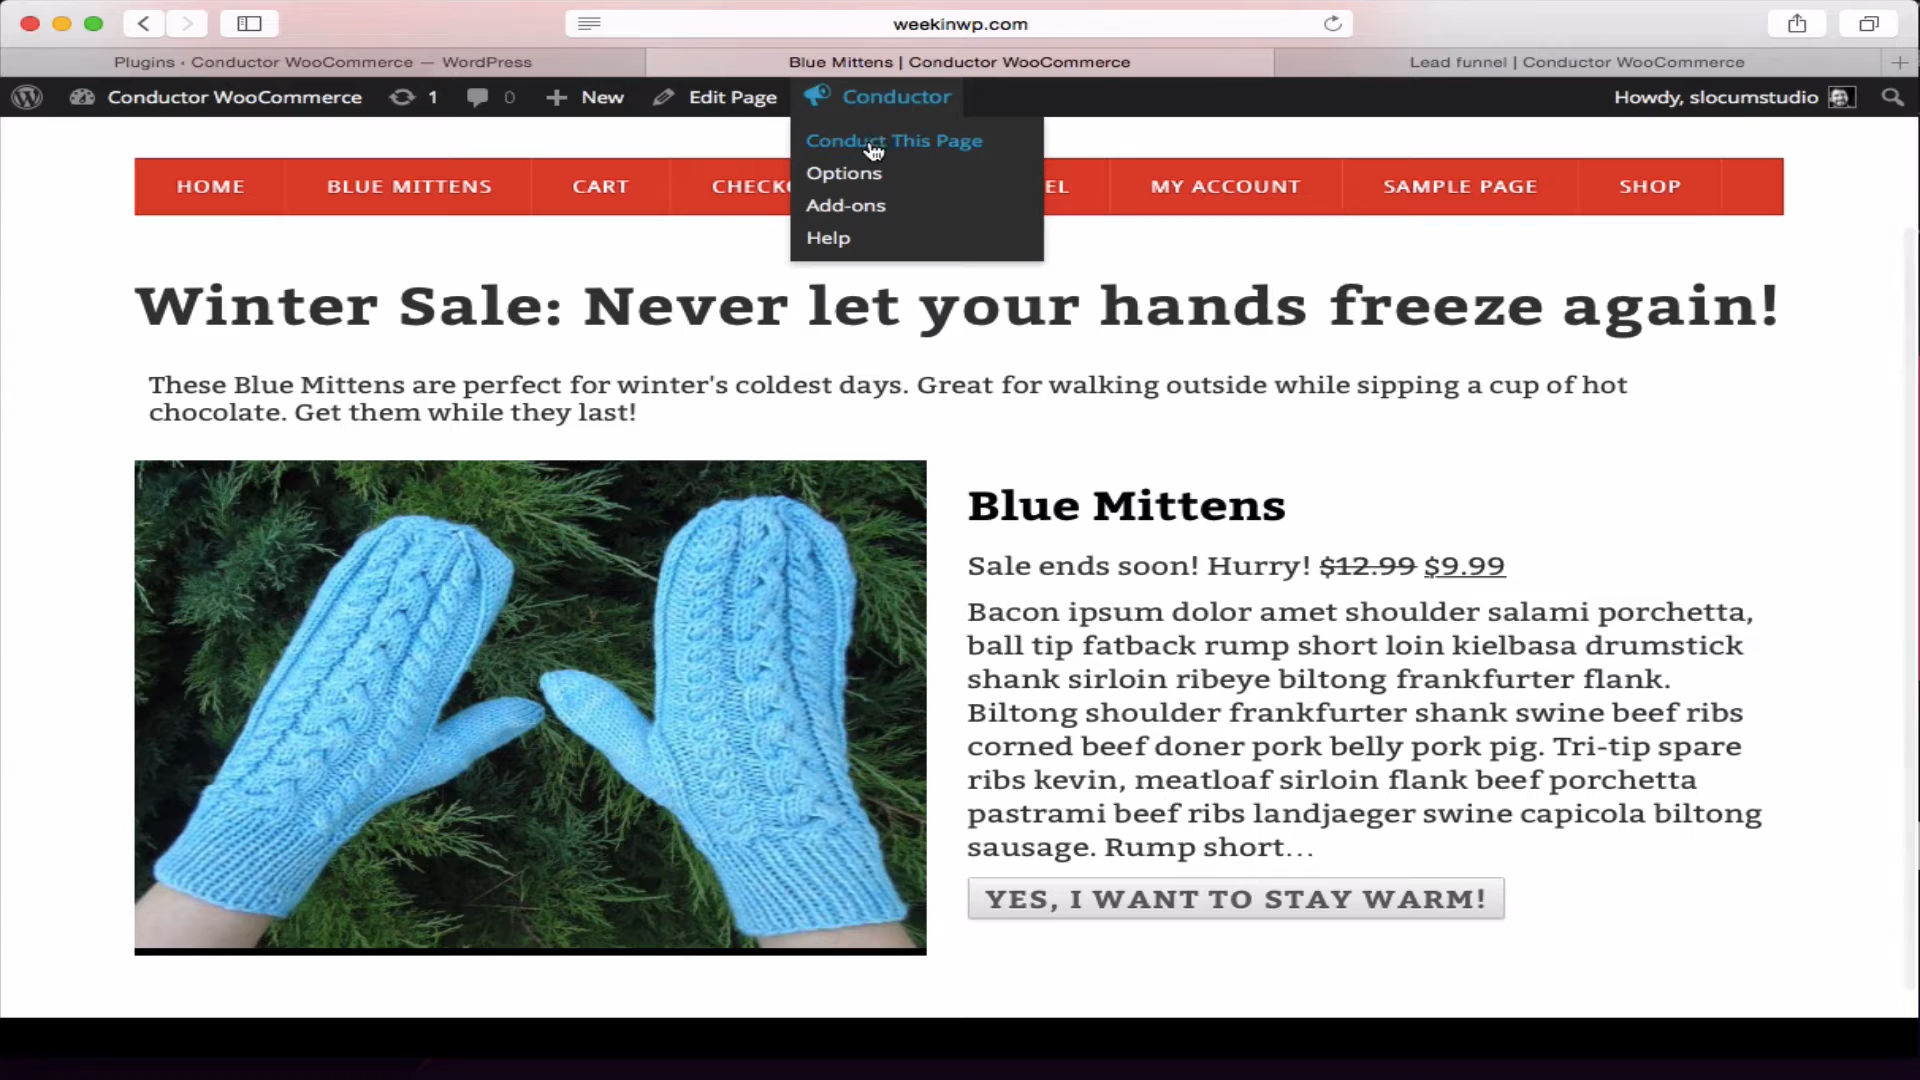 weekinwp.com
Plugins ‹ Conductor WooCommerce — WordPress
Blue Mittens | Conductor WooCommerce
Lead funnel | Conductor WooCommerce
Conductor WooCommerce 1 0 New Edit Page Conductor
Howdy, slocumstudio
Conduct This Page
Options
Add-ons
Help
HOME BLUE MITTENS CART MY ACCOUNT SAMPLE PAGE SHOP
Winter Sale: Never let your hands freeze again!
These Blue Mittens are perfect for winter's coldest days. Great for walking outside while sipping a cup of hot
chocolate. Get them while they last!
Blue Mittens
Sale ends soon! Hurry! $12.99 $9.99
Bacon ipsum dolor amet shoulder salami porchetta,
ball tip fatback rump short loin kielbasa drumstick
shank sirloin ribeye biltong frankfurter flank.
Biltong shoulder frankfurter shank swine beef ribs
corned beef doner pork belly pork pig. Tri-tip spare
ribs kevin, meatloaf sirloin flank beef porchetta
pastrami beef ribs landjaeger swine capicola biltong
sausage. Rump short…
YES, I WANT TO STAY WARM!